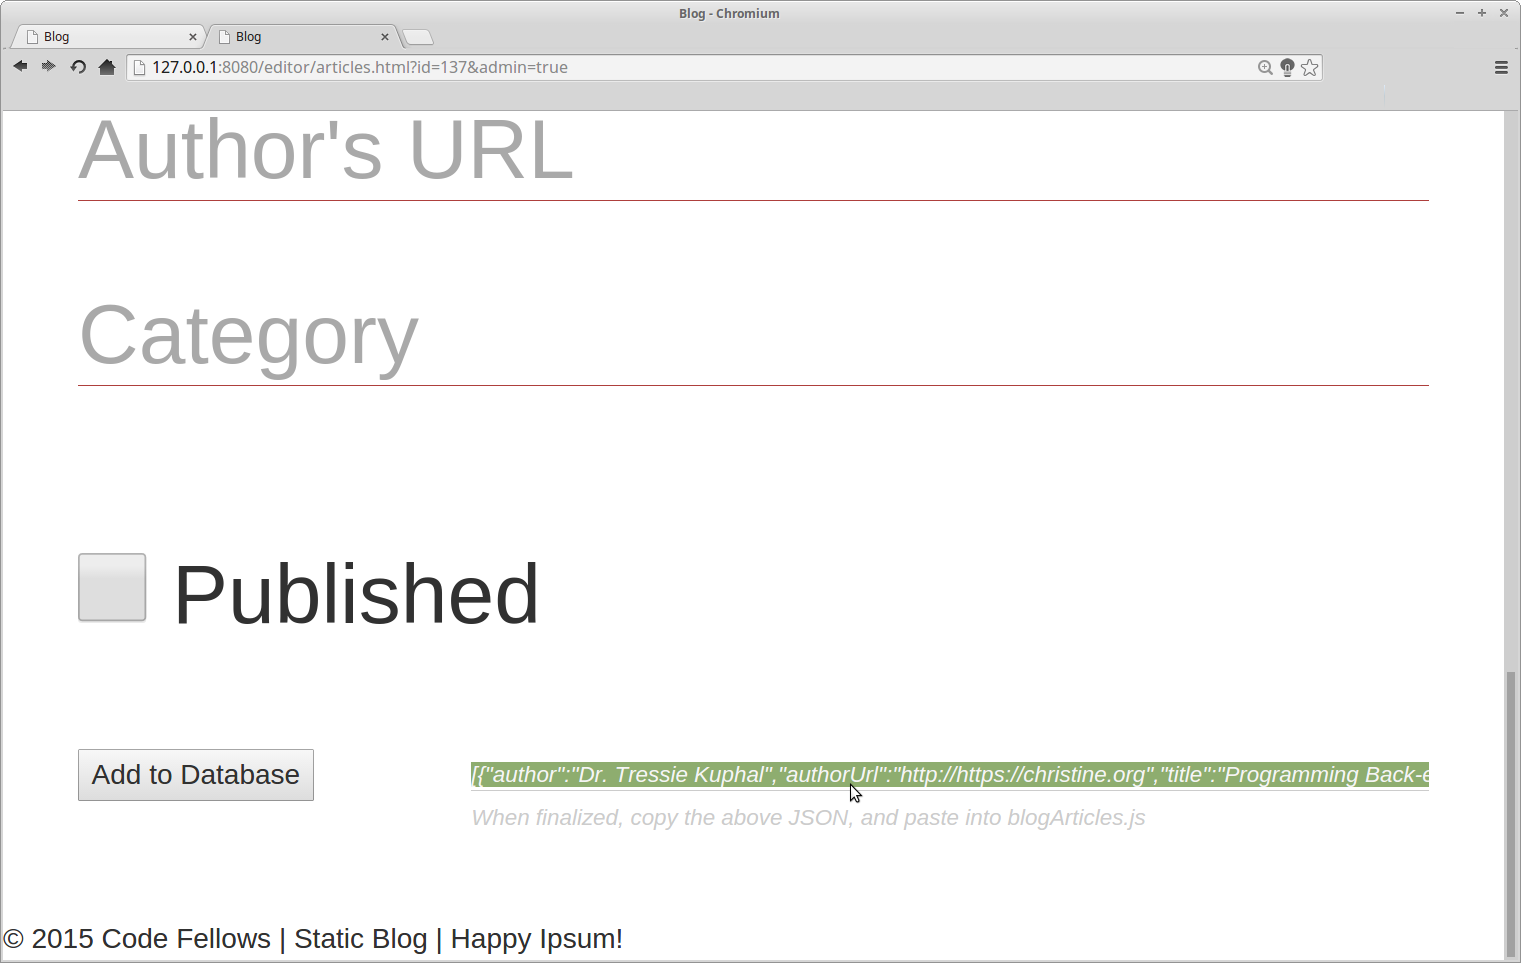 Blog - Chromium
Blog
Blog
127.0.0.1:8080/editor/articles.html?id=137&admin=true
Author's URL
Category
Published
Add to Database
[{"author":"Dr. Tressie Kuphal","authorUrl":"http://https://christine.org","title":"Programming Back-e
When finalized, copy the above JSON, and paste into blogArticles.js
© 2015 Code Fellows | Static Blog | Happy Ipsum!